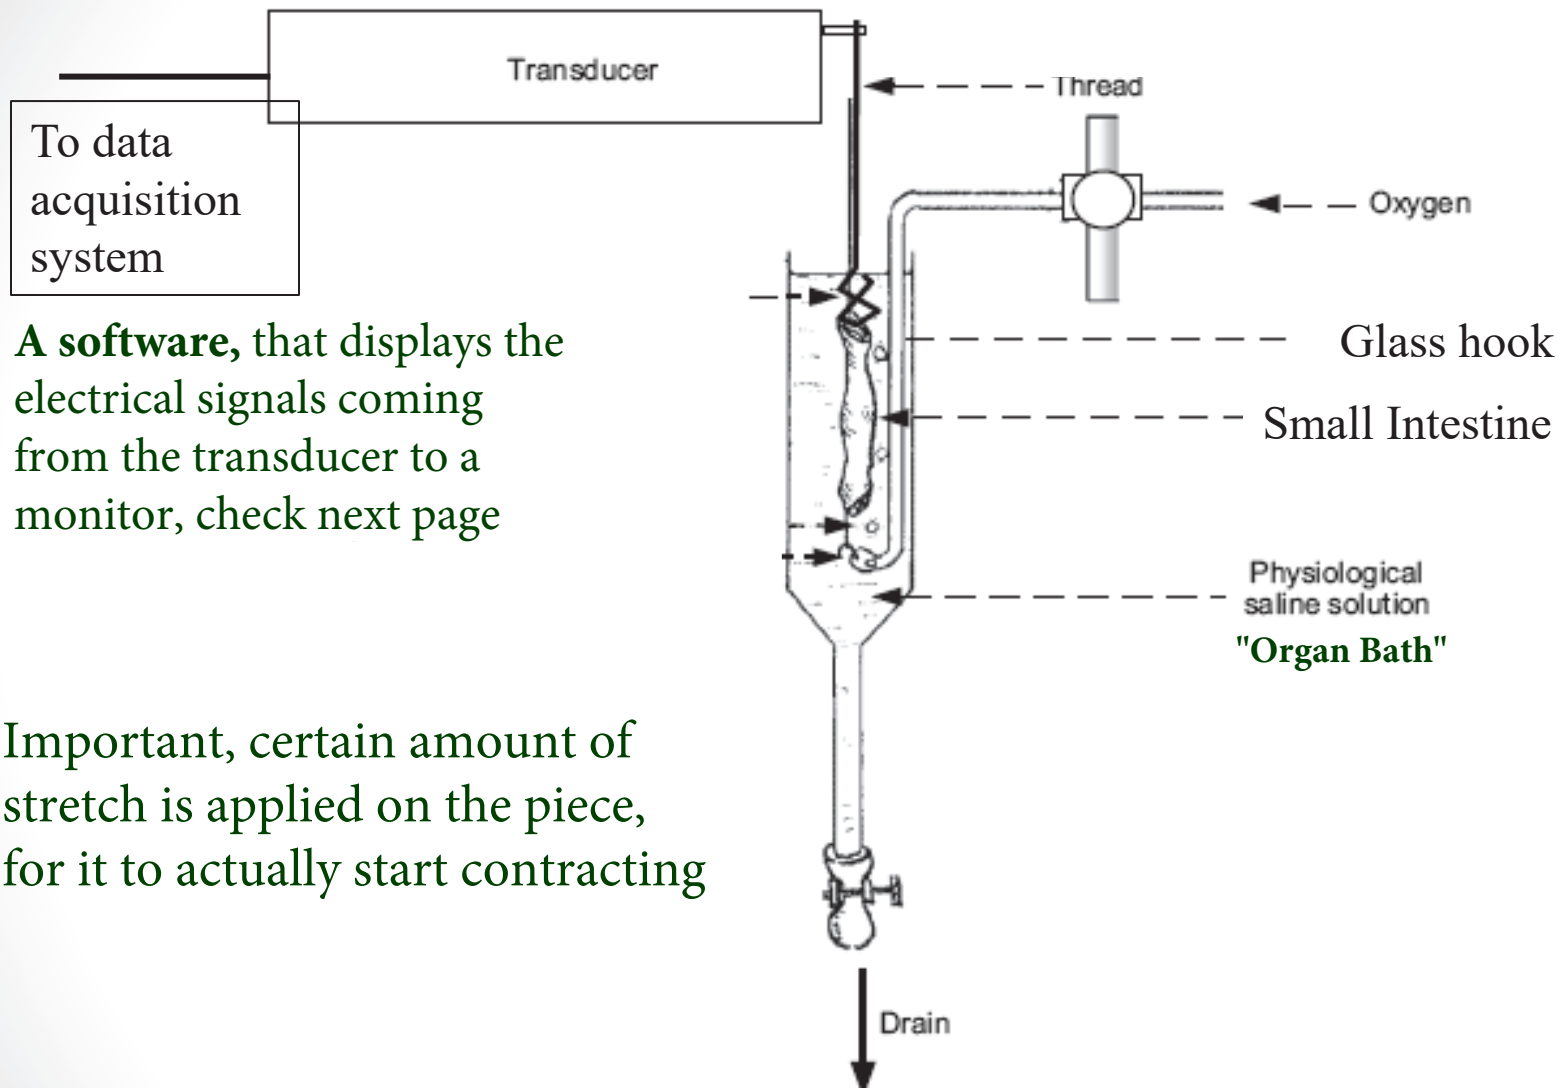 Transducer
Thread
To data
acquisition
system
Oxygen
A software, that displays the
electrical signals coming
from the transducer to a
monitor, check next page
Glass hook
Small Intestine
Physiological
saline solution
"Organ Bath"
Important, certain amount of
stretch is applied on the piece,
for it to actually start contracting
Drain